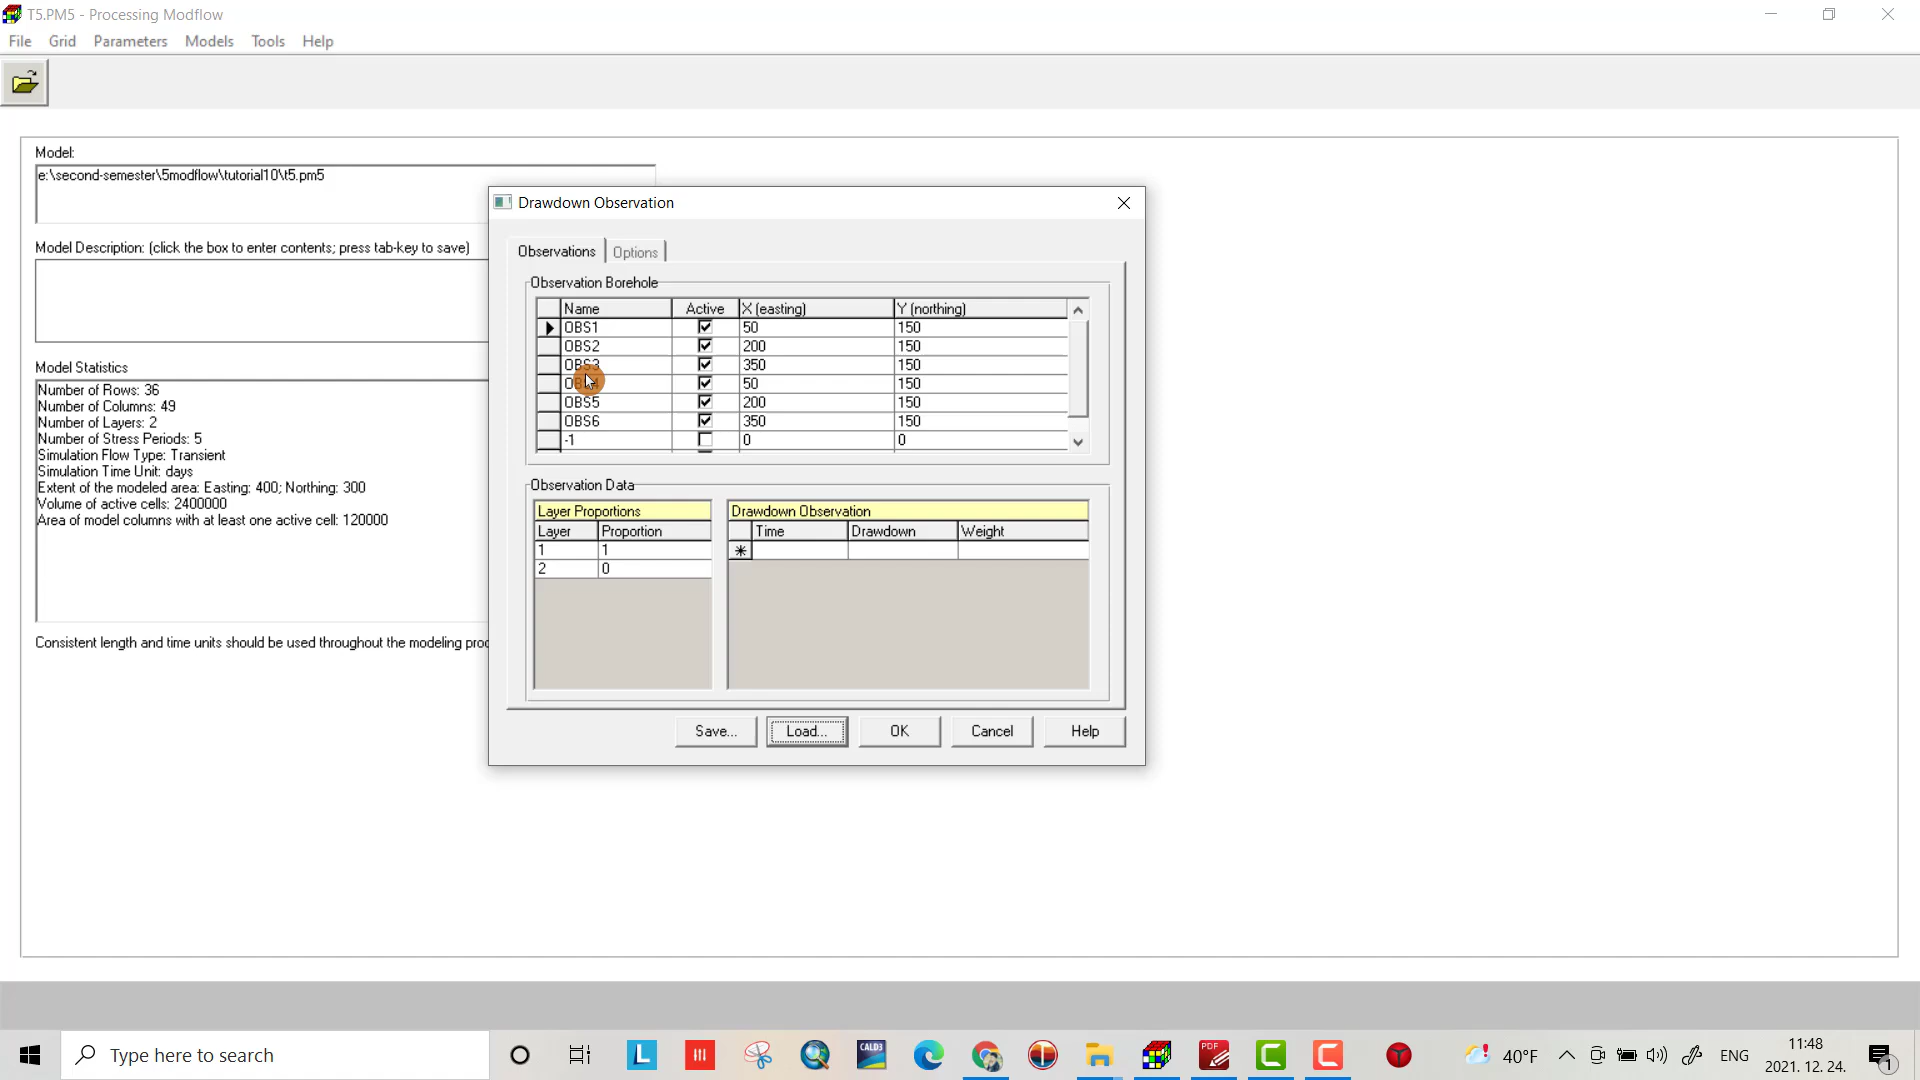 T5.PM5 - Processing Modflow
File Grid Parameters Models Tools Help
Model:
e:\second-semester\5modflow\tutorial10\t5.pm5
Model Description: (click the box to enter contents; press tab-key to save)
Model Statistics
Number of Rows: 36
Number of Columns: 49
Number of Layers: 2
Number of Stress Periods: 5
Simulation Flow Type: Transient
Simulation Time Unit: days
Extent of the modeled area: Easting: 400; Northing: 300
Volume of active cells: 2400000
Area of model columns with at least one active cell: 120000
Consistent length and time units should be used throughout the modeling
Drawdown Observation
Observations Options
Observation Borehole
Name Active X (easting) Y (northing)
OBS1 50 150
OBS2 200 150
OBS3 350 150
50 150
OBS5 200 150
OBS6 350 150
-1 0 0
Observation Data
Layer Proportions
Layer Proportion
1 1
2 0
Drawdown Observation
Time Drawdown Weight
Save... Load... OK Cancel Help
Type here to search
L
CALD3
PDF
C
C
40°F
ENG
11:48
2021. 12. 24.
1